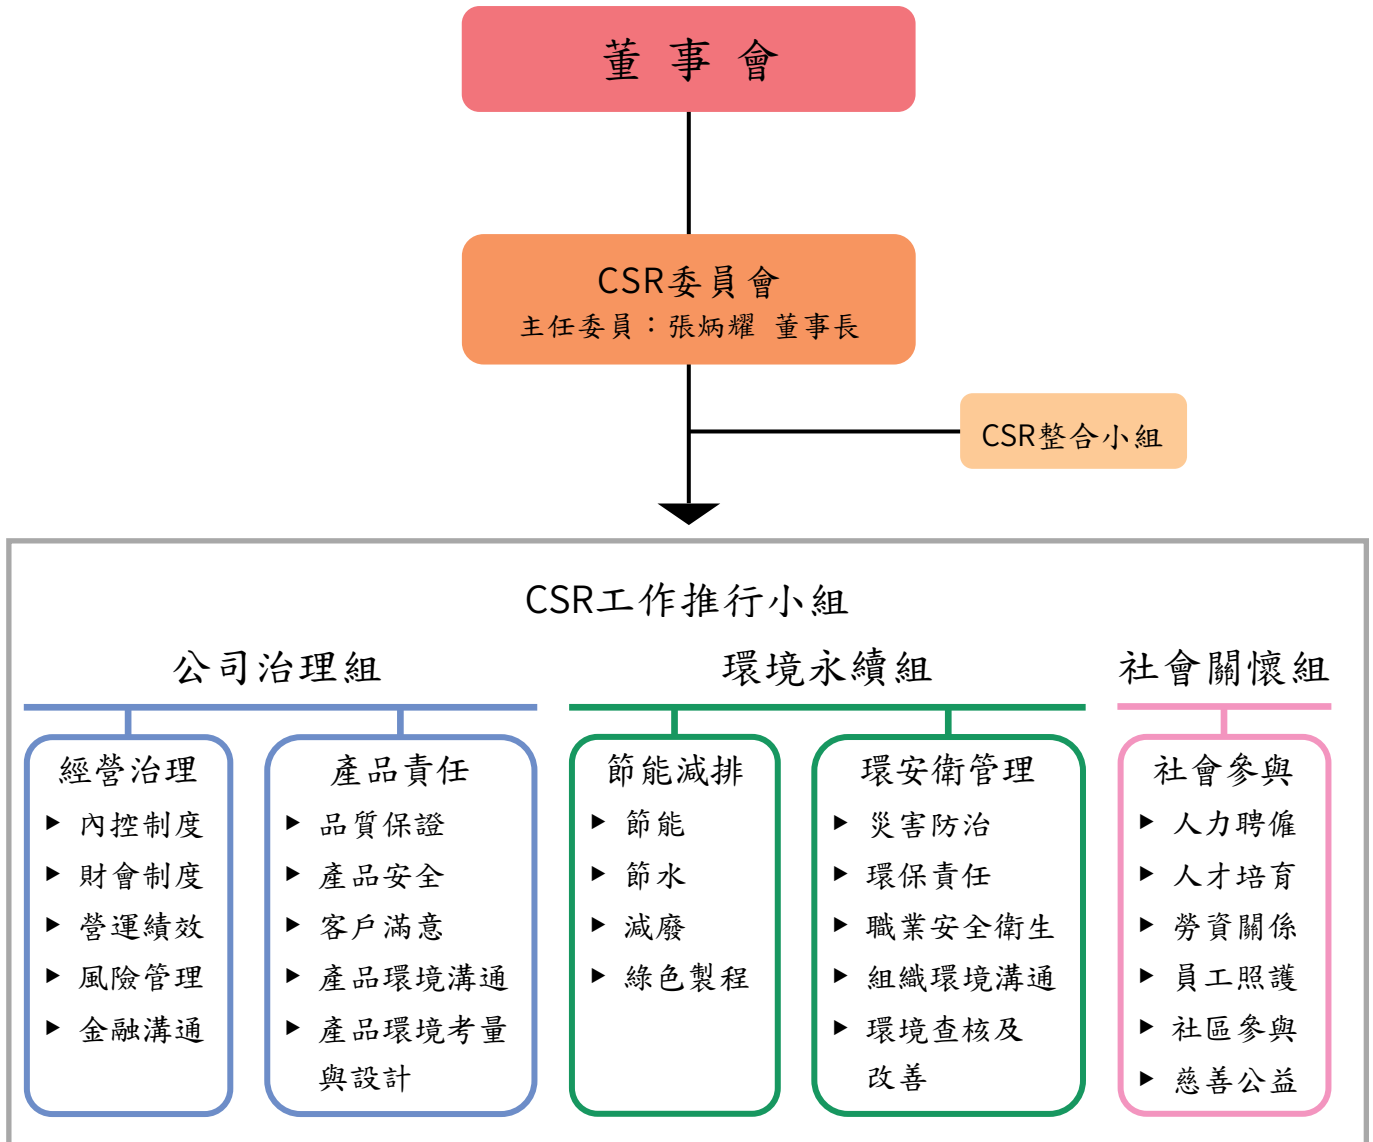 董事會
CSR委員會
主任委員：張炳耀 董事長
CSR整合小組
CSR工作推行小組
公司治理組
經營治理
▶ 內控制度
▶ 財會制度
▶ 營運績效
▶ 風險管理
▶ 金融溝通
產品責任
▶ 品質保證
▶ 產品安全
▶ 客戶滿意
▶ 產品環境溝通
▶ 產品環境考量
與設計
環境永續組
節能減排
▶ 節能
▶ 節水
▶ 減廢
▶ 綠色製程
環安衛管理
▶ 災害防治
▶ 環保責任
▶ 職業安全衛生
▶ 組織環境溝通
▶ 環境查核及
改善
社會關懷組
社會參與
▶ 人力聘僱
▶ 人才培育
▶ 勞資關係
▶ 員工照護
▶ 社區參與
▶ 慈善公益